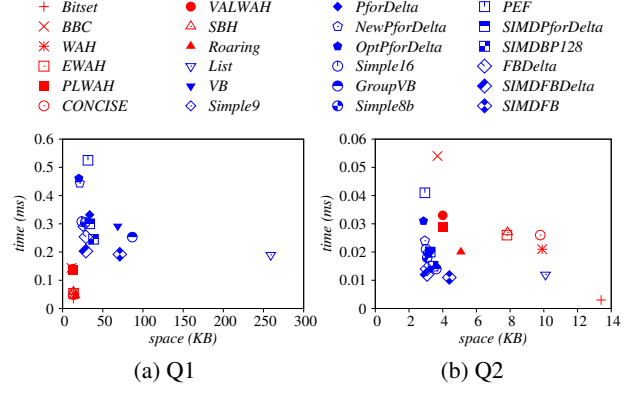 Bitset VALWAH PforDelta PEF
BBC SBH NewPforDelta SIMDPforDelta
WAH Roaring OptPforDelta SIMDBP128
EWAH List Simple16 FBDelta
PLWAH VB GroupVB SIMDFBDelta
CONCISE Simple9 Simple8b SIMDFB
0.6
0.5
0.4
0.3
0.2
0.1
0
time (ms)
0 50 100 150 200 250 300
space (KB)
(a) Q1
0.06
0.05
0.04
0.03
0.02
0.01
0
time (ms)
0 2 4 6 8 10 12 14
space (KB)
(b) Q2